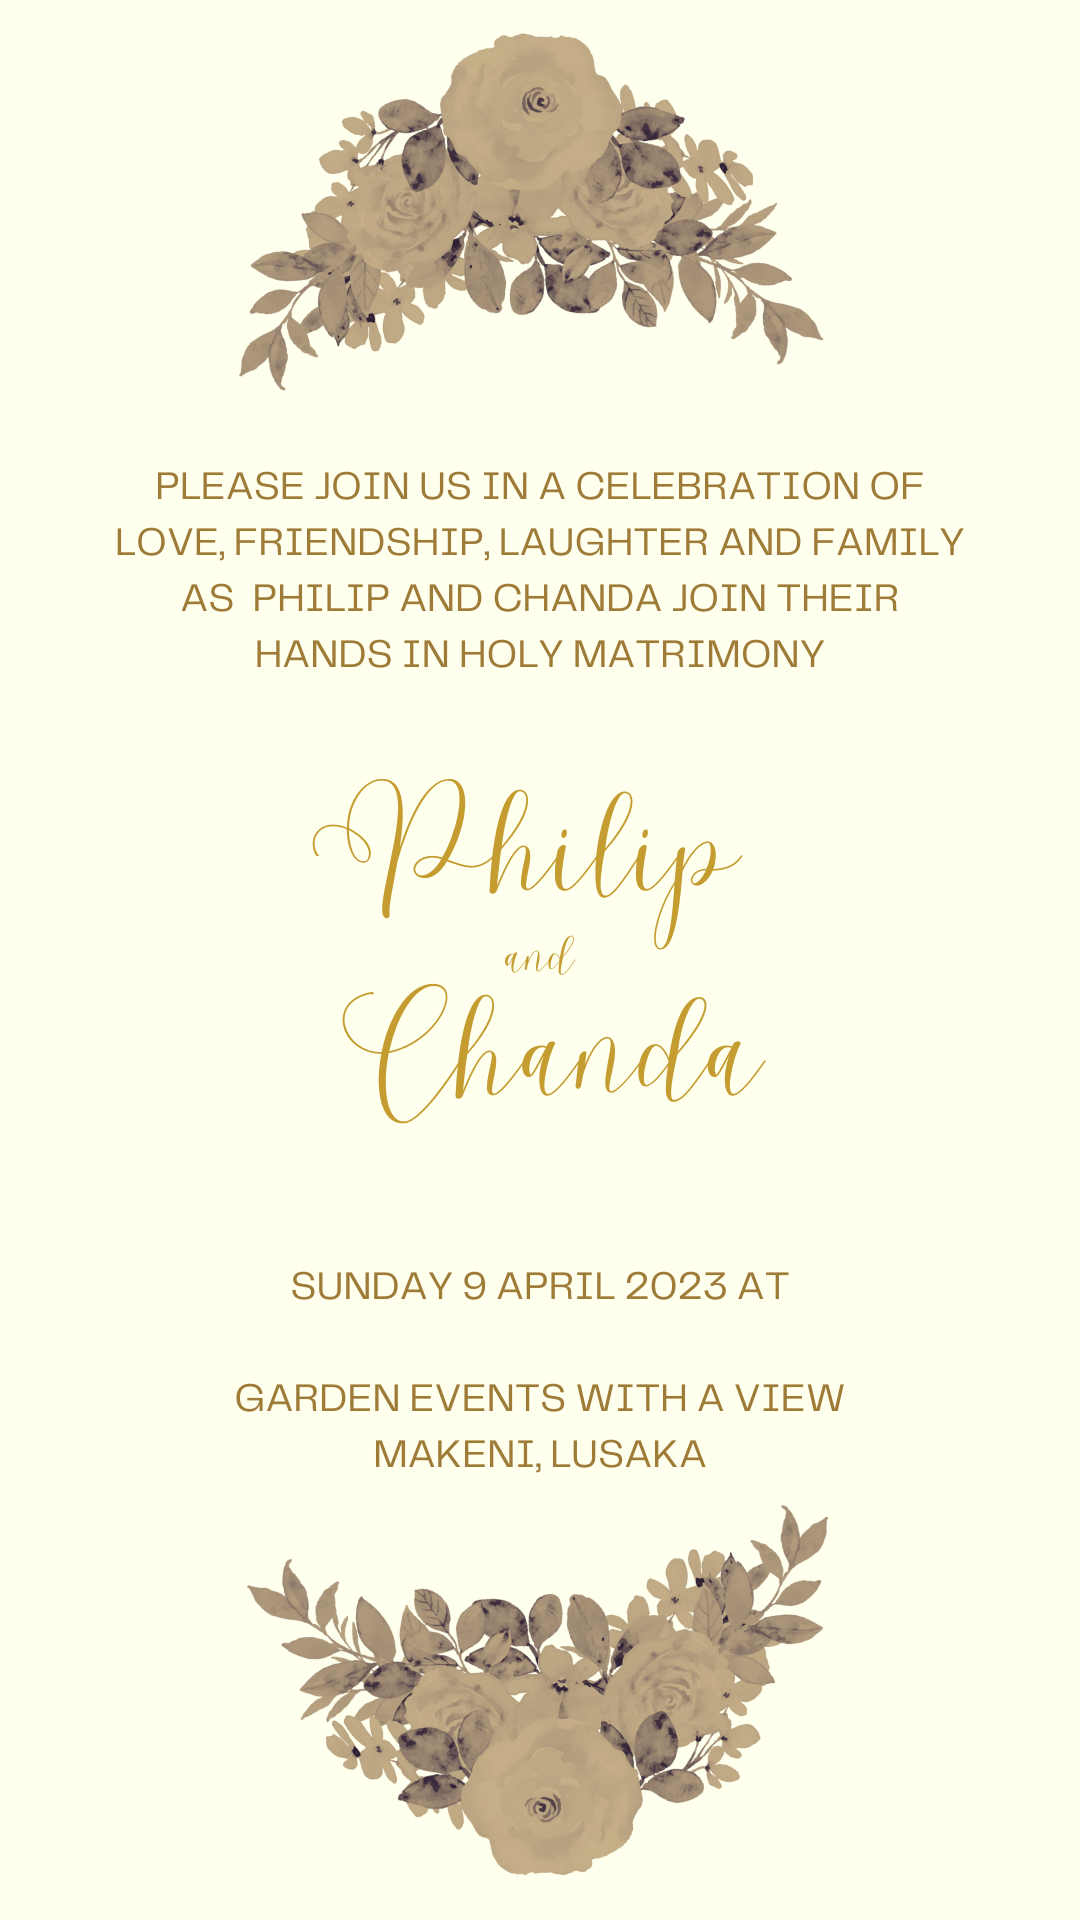 PLEASE JOIN US IN A CELEBRATION OF
LOVE, FRIENDSHIP, LAUGHTER AND FAMILY
AS PHILIP AND CHANDA JOIN THEIR
HANDS IN HOLY MATRIMONY
Philip
and
Chanda
SUNDAY 9 APRIL 2023 AT
GARDEN EVENTS WITH A VIEW
MAKENI, LUSAKA